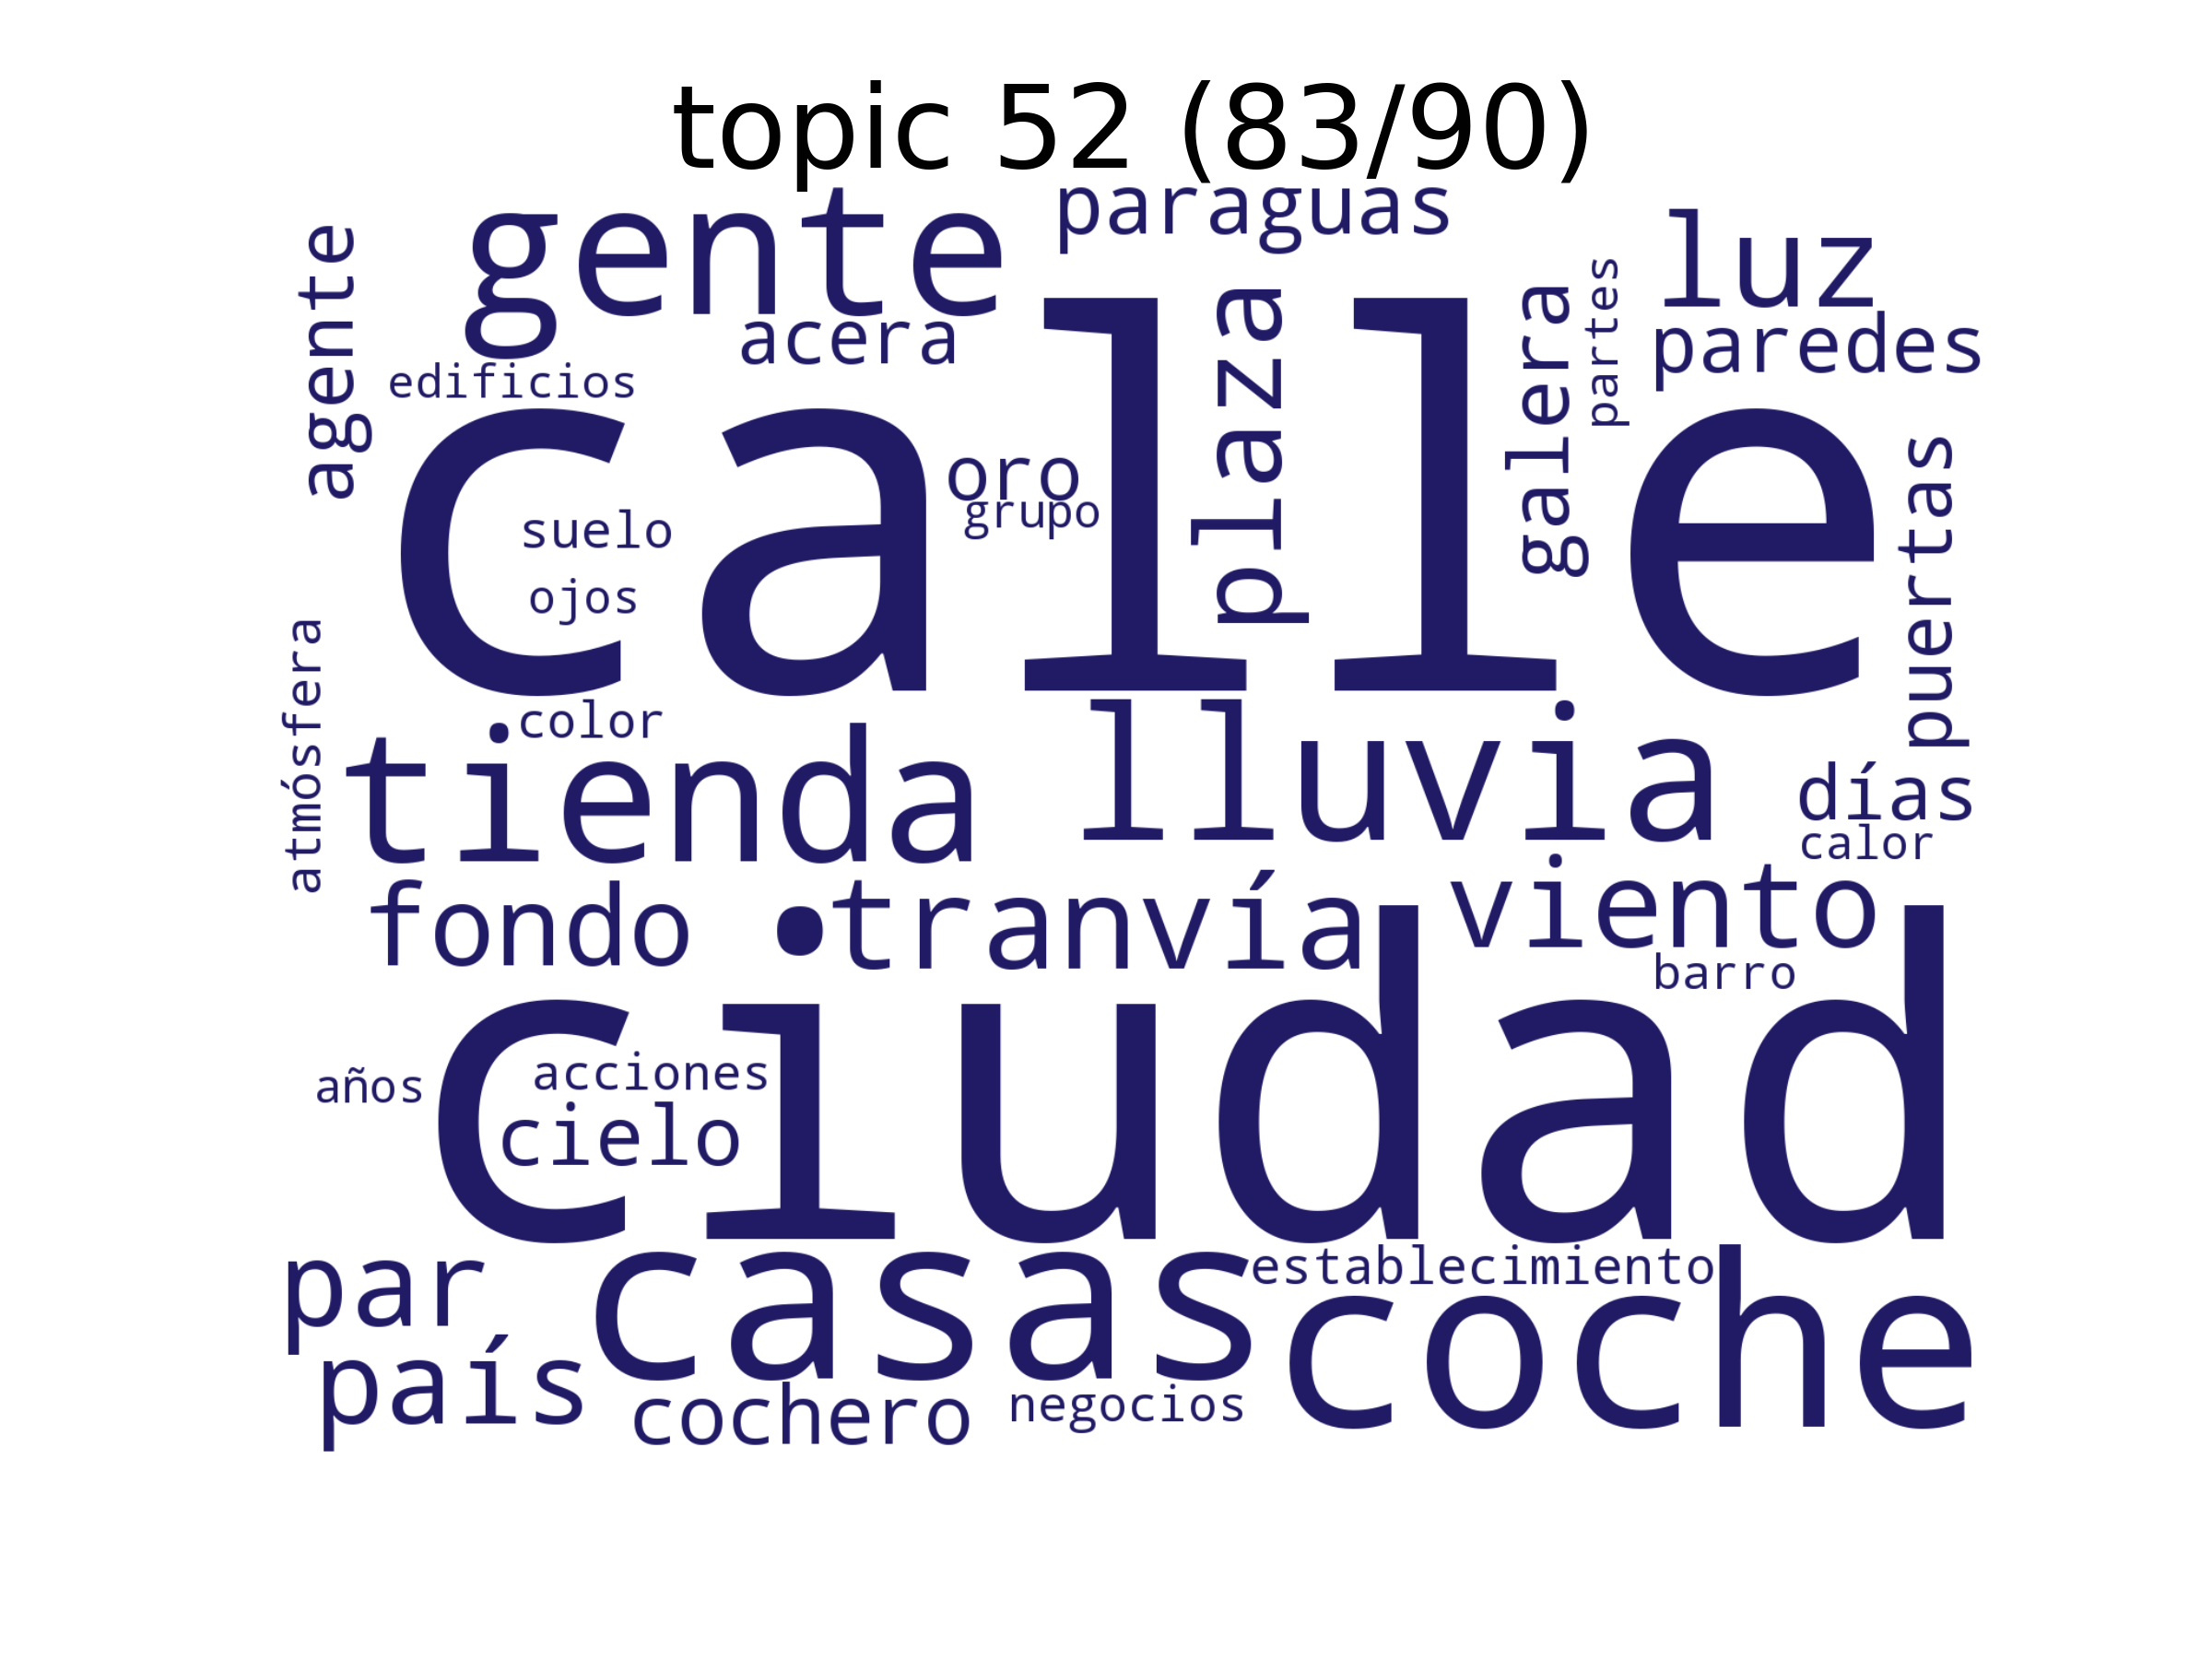 topic 52 (83/90)
gente
paraguas
luz
agente
acera
plaza
galera
partes
paredes
edificios
calle
oro
grupo
suelo
ojos
puertas
atmósfera
color
tienda
lluvia
días
calor
fondo
tranvía
viento
barro
ciudad
años
acciones
cielo
par
casas
establecimiento
coche
país
cochero
negocios